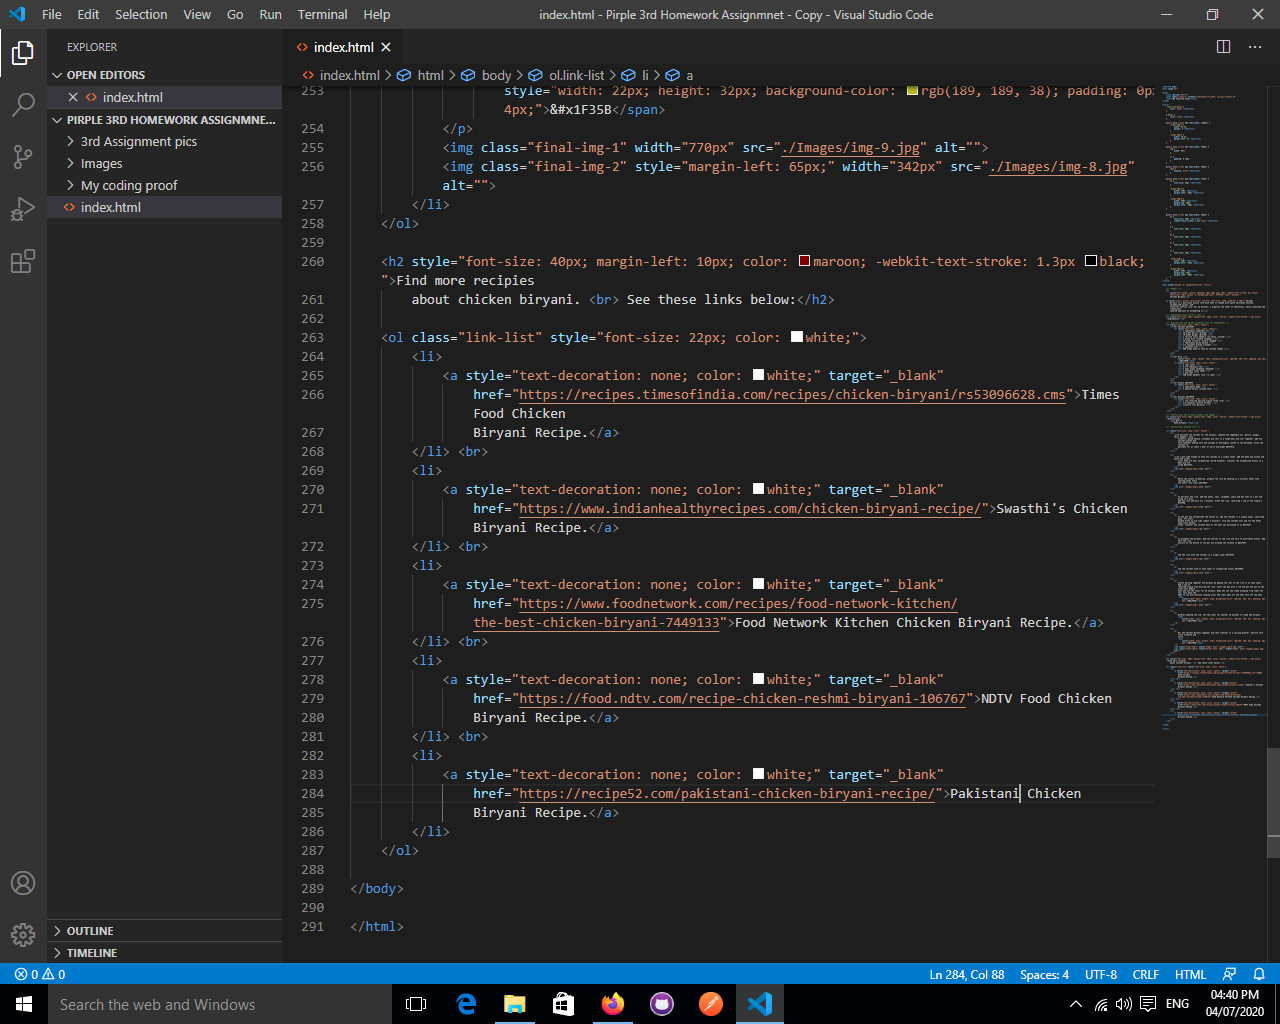 File Edit Selection View Go Run Terminal Help index.html - Pirple 3rd Homework Assignmnet - Copy - Visual Studio Code
EXPLORER
OPEN EDITORS
index.html
PIRPLE 3RD HOMEWORK ASSIGNMNE...
3rd Assignment pics
Images
My coding proof
index.html
OUTLINE
TIMELINE
index.html
index.html > html > body > ol.link-list > li > a
253 style="width: 22px; height: 32px; background-color: rgb(189, 189, 38); padding: 0px
4px;">&#x1F35B</span>
254 </p>
255 <img class="final-img-1" width="770px" src="./Images/img-9.jpg" alt="">
256 <img class="final-img-2" style="margin-left: 65px;" width="342px" src="./Images/img-8.jpg"
alt="">
257 </li>
258 </ol>
259
260 <h2 style="font-size: 40px; margin-left: 10px; color: maroon; -webkit-text-stroke: 1.3px black;
">Find more recipies
261 about chicken biryani. <br> See these links below:</h2>
262
263 <ol class="link-list" style="font-size: 22px; color: white;">
264 <li>
265 <a style="text-decoration: none; color: white;" target="_blank"
266 href="https://recipes.timesofindia.com/recipes/chicken-biryani/rs53096628.cms">Times
Food Chicken
267 Biryani Recipe.</a>
268 </li> <br>
269 <li>
270 <a style="text-decoration: none; color: white;" target="_blank"
271 href="https://www.indianhealthyrecipes.com/chicken-biryani-recipe/">Swasthi's Chicken
Biryani Recipe.</a>
272 </li> <br>
273 <li>
274 <a style="text-decoration: none; color: white;" target="_blank"
275 href="https://www.foodnetwork.com/recipes/food-network-kitchen/
the-best-chicken-biryani-7449133">Food Network Kitchen Chicken Biryani Recipe.</a>
276 </li> <br>
277 <li>
278 <a style="text-decoration: none; color: white;" target="_blank"
279 href="https://food.ndtv.com/recipe-chicken-reshmi-biryani-106767">NDTV Food Chicken
280 Biryani Recipe.</a>
281 </li> <br>
282 <li>
283 <a style="text-decoration: none; color: white;" target="_blank"
284 href="https://recipe52.com/pakistani-chicken-biryani-recipe/">Pakistani Chicken
285 Biryani Recipe.</a>
286 </li>
287 </ol>
288
289 </body>
290
291 </html>
0 0 Ln 284, Col 88 Spaces: 4 UTF-8 CRLF HTML
Search the web and Windows
ENG
04:40 PM
04/07/2020